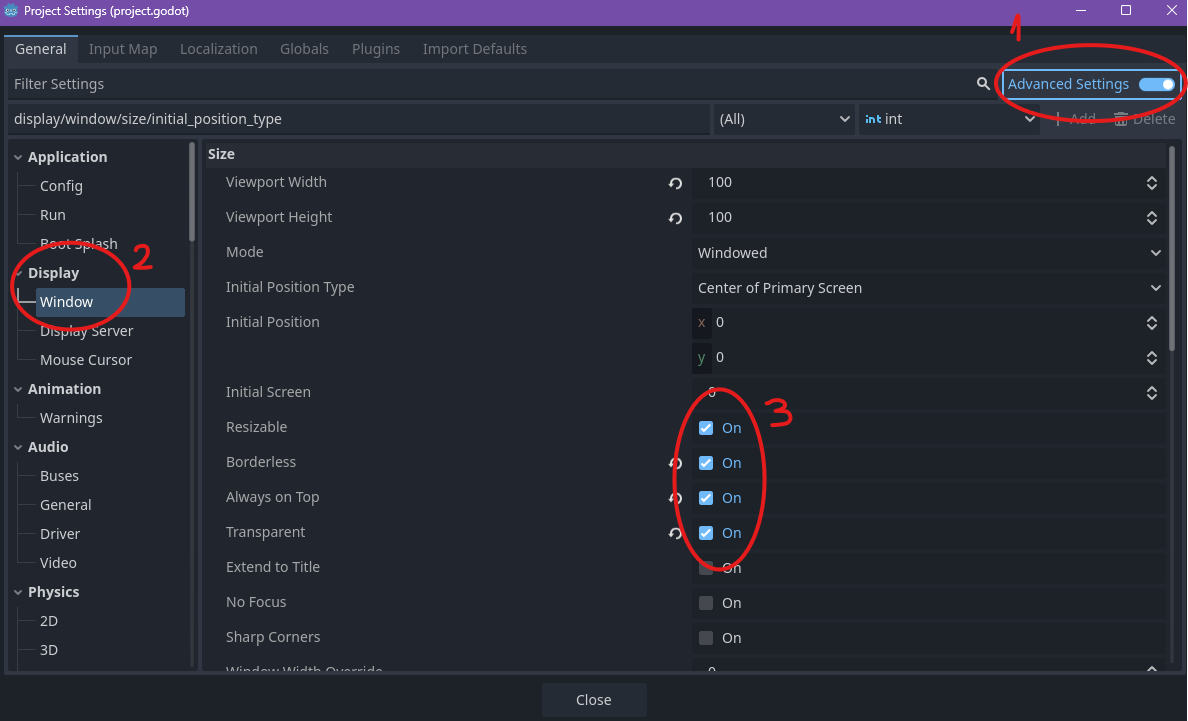 Project Settings (project.godot)
1
General Input Map Localization Globals Plugins Import Defaults
Filter Settings Advanced Settings
display/window/size/initial_position_type (All) int int Add Delete
Application
Config
Run
Boot Splash
Display
2
Window
Display Server
Mouse Cursor
Animation
Warnings
Audio
Buses
General
Driver
Video
Physics
2D
3D
Size
Viewport Width 100
Viewport Height 100
Mode Windowed
Initial Position Type Center of Primary Screen
Initial Position x 0
y 0
Initial Screen 0
3
Resizable On
Borderless On
Always on Top On
Transparent On
Extend to Title On
No Focus On
Sharp Corners On
Window Width Override 0
Close